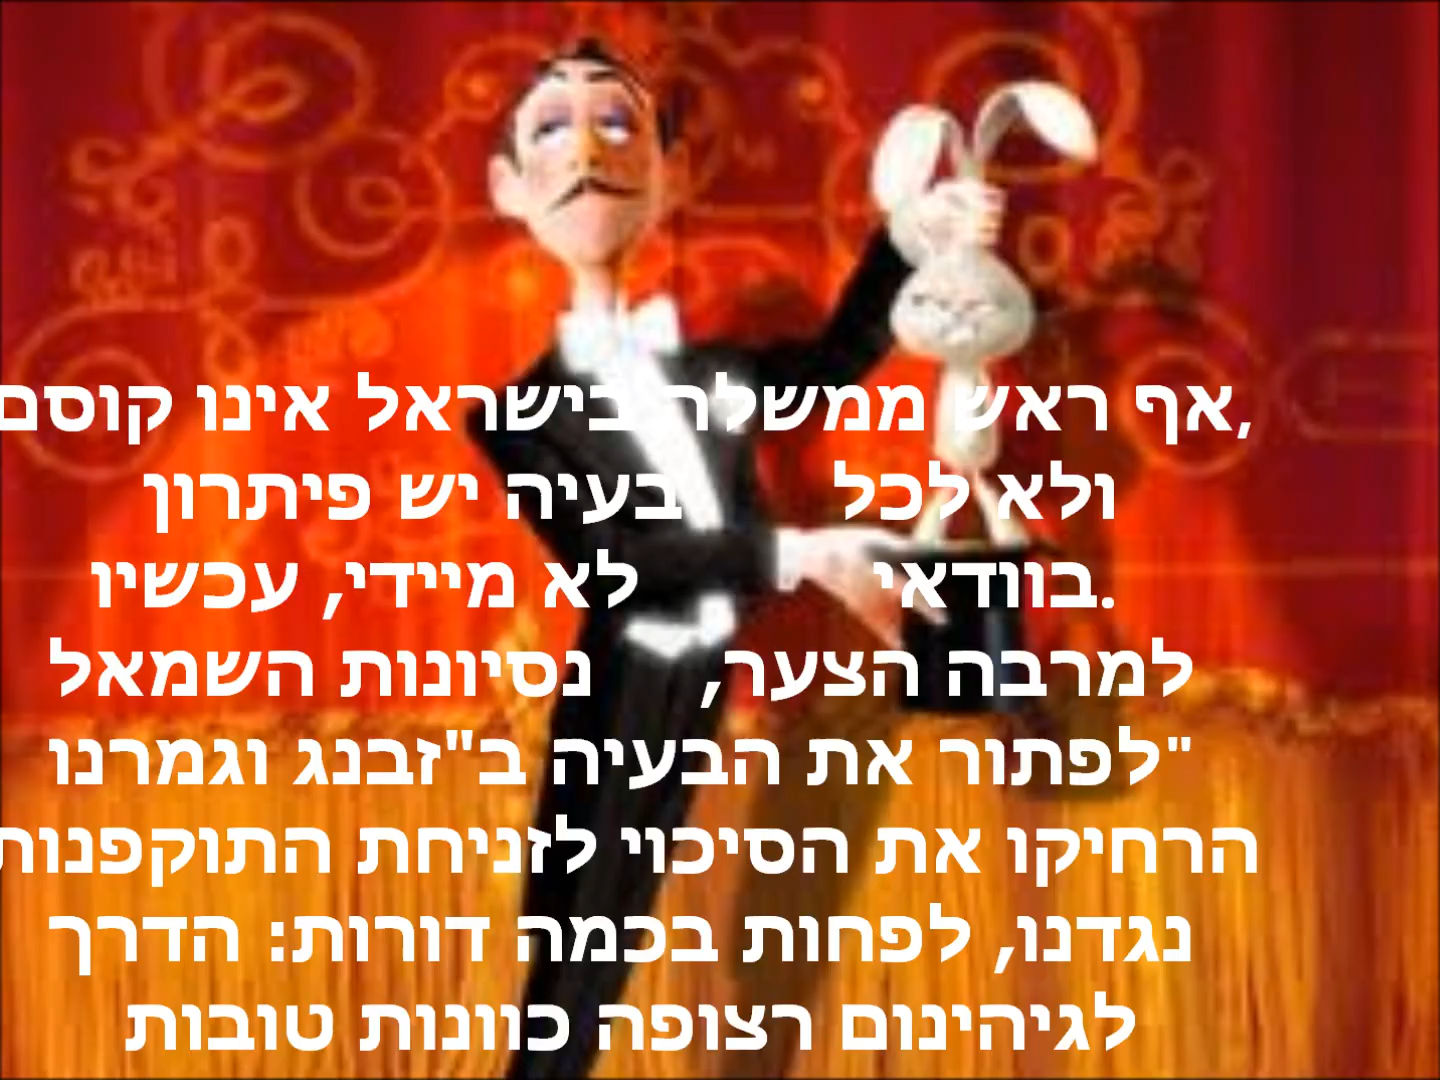 אף ראש ממשלה בישראל אינו קוסם,
ולא לכל בעיה יש פיתרון
בוודאי לא מיידי, עכשיו.
למרבה הצער, נסיונות השמאל
לפתור את הבעיה ב"זבנג וגמרנו"
הרחיקו את הסיכוי לזניחת התוקפנות
נגדנו, לפחות בכמה דורות: הדרך
לגיהינום רצופה כוונות טובות